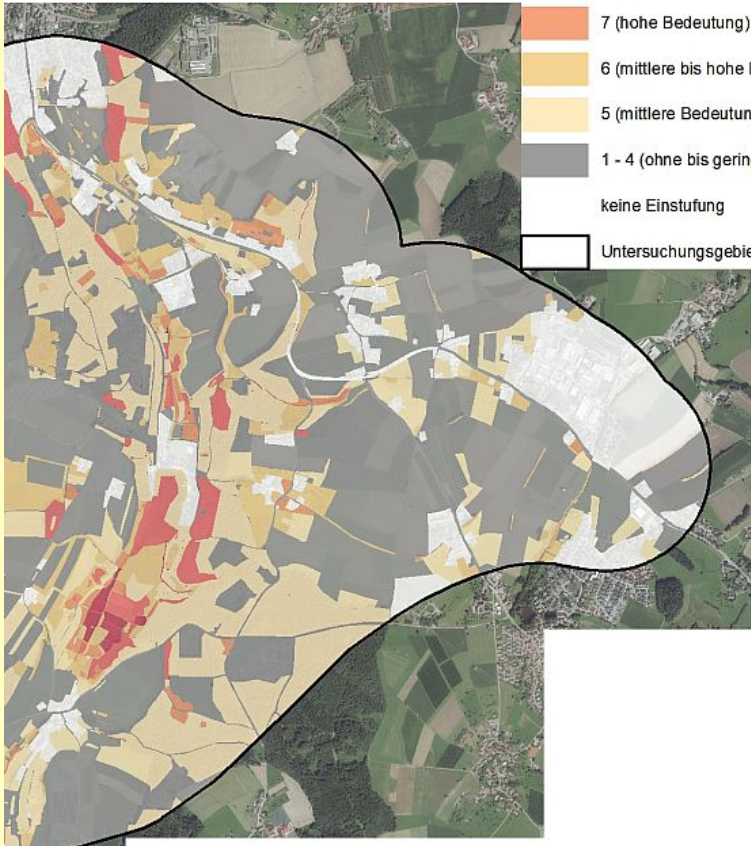 7 (hohe Bedeutung)
6 (mittlere bis hohe
5 (mittlere
1 - 4 (ohne bis
keine Einstufung